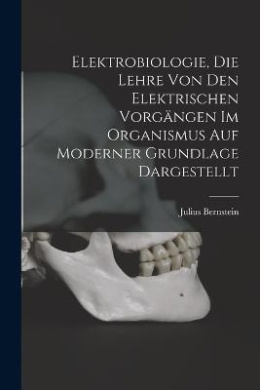 Elektrobiologie, Die
Lehre Von Den
Elektrischen
Vorgängen Im
Organismus Auf
Moderner Grundlage
Dargestellt
Julius Bernstein